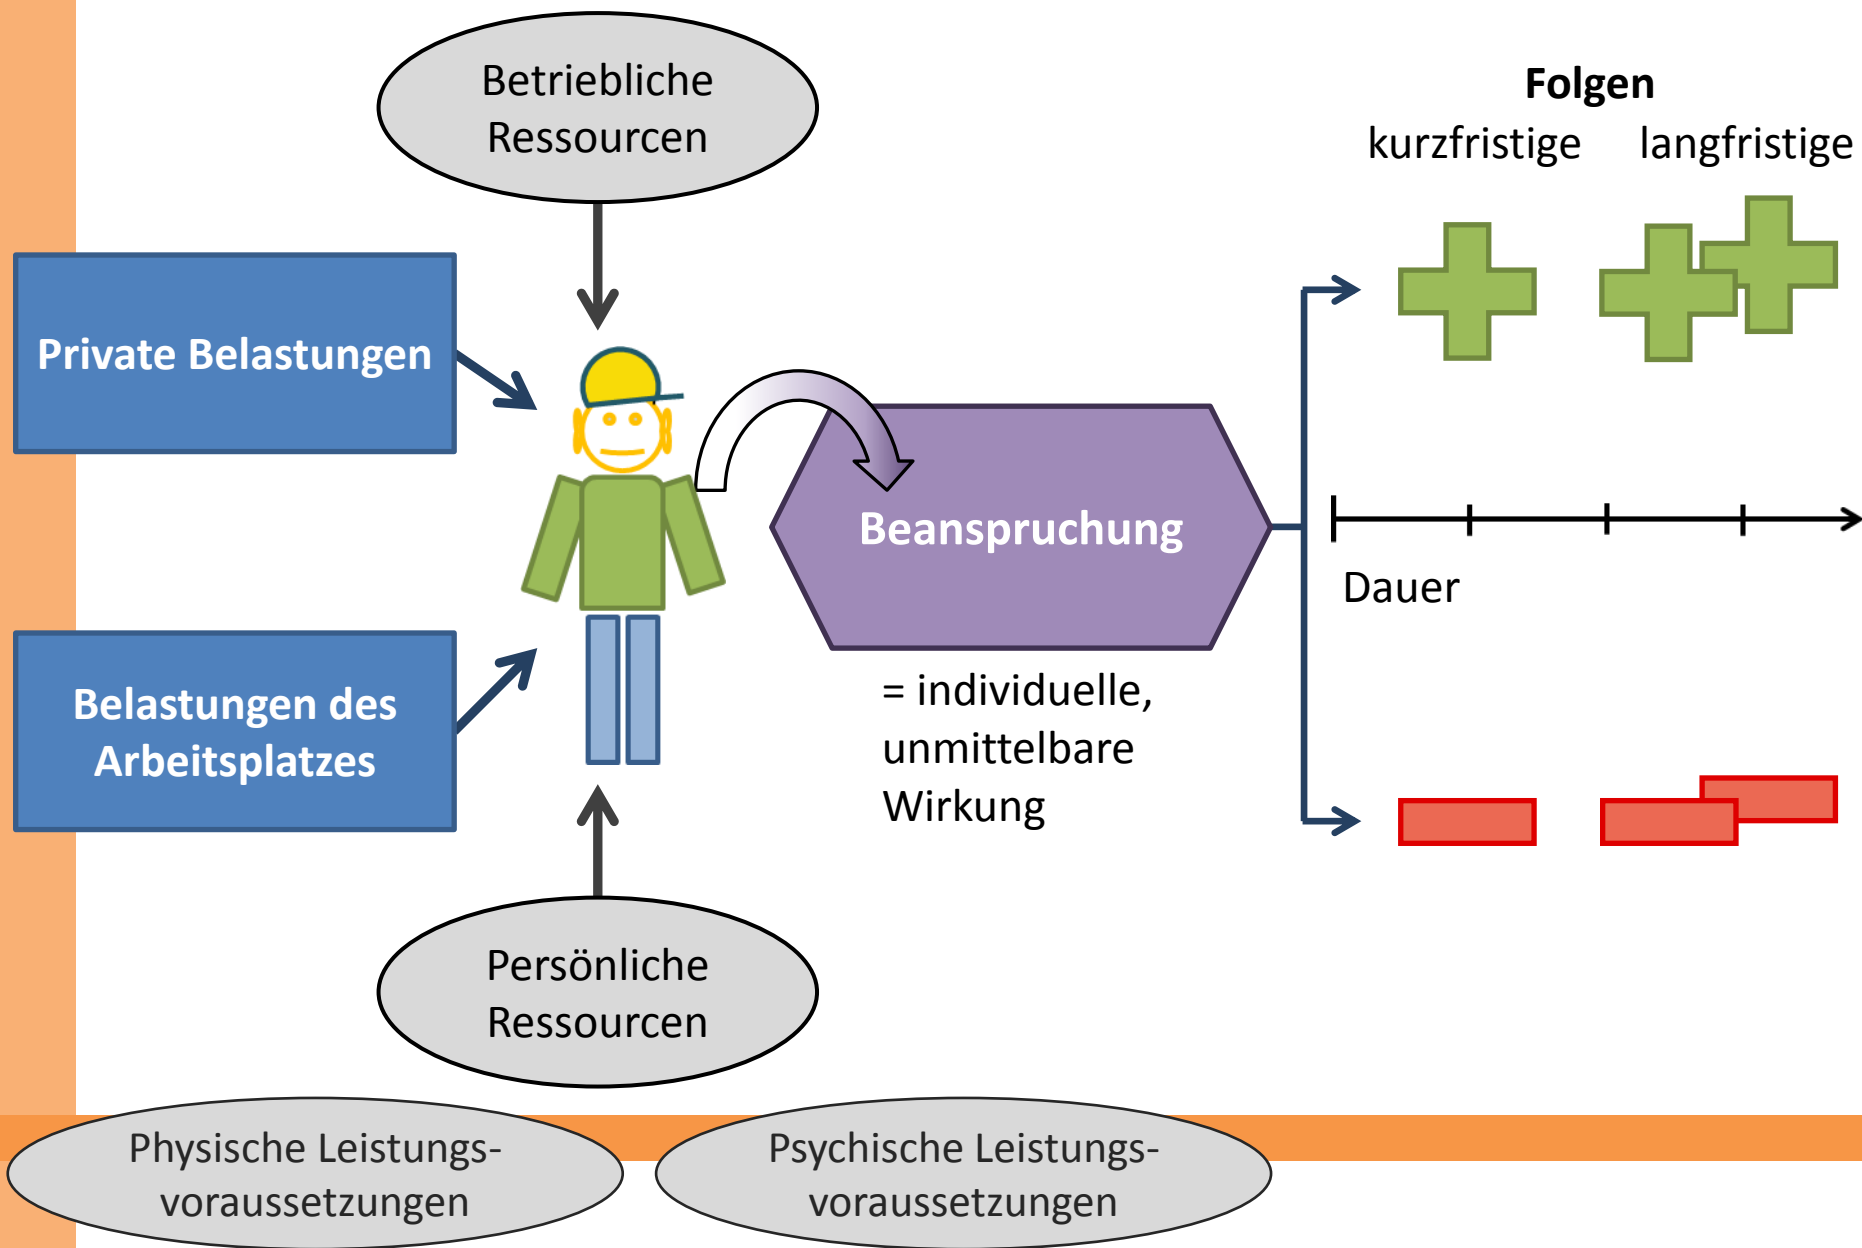 Betriebliche
Ressourcen
Folgen
kurzfristige langfristige
Private Belastungen
Beanspruchung
Dauer
Belastungen des
Arbeitsplatzes
= individuelle,
unmittelbare
Wirkung
Persönliche
Ressourcen
Physische Leistungs-
voraussetzungen
Psychische Leistungs-
voraussetzungen